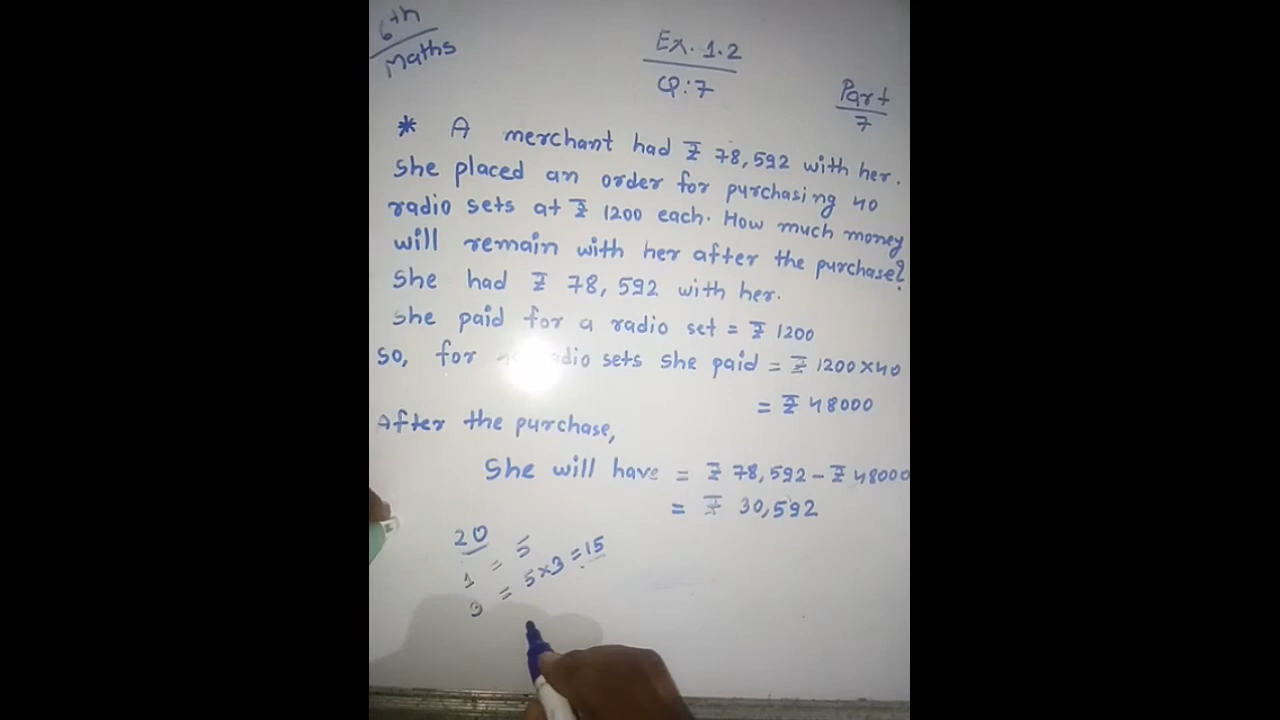 6th
Maths
Ex. 1.2
Q:7
Part
7
* A merchant had ₹ 78,592 with her.
She placed an order for purchasing 40
radio sets at ₹ 1200 each. How much money
will remain with her after the purchase?
She had ₹ 78,592 with her.
She paid for a radio set = ₹ 1200
So, for radio sets she paid = ₹ 1200×40
= ₹ 48000
After the purchase,
She will have = ₹ 78,592 - ₹ 48000
= ₹ 30,592
20
1 = 5
= 5×3 = 15